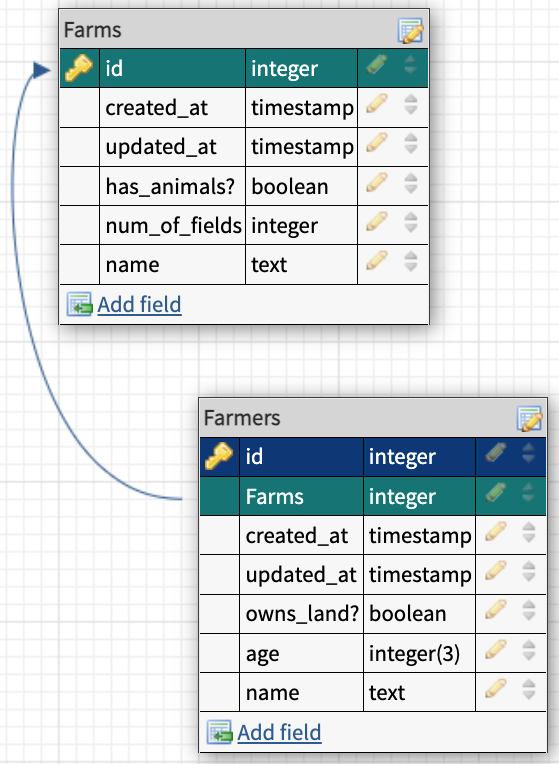 Farms
id integer
created_at timestamp
updated_at timestamp
has_animals? boolean
num_of_fields integer
name text
Add field
Farmers
id integer
Farms integer
created_at timestamp
updated_at timestamp
owns_land? boolean
age integer(3)
name text
Add field